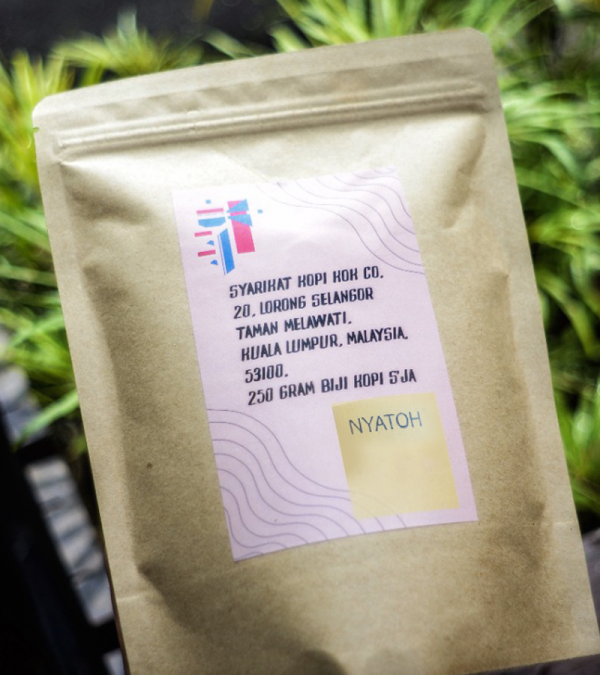 SYARIKAT KOPI KOK CO.
20, LORONG SELANGOR
TAMAN MELAWATI,
KUALA LUMPUR, MALAYSIA,
53100.
250 GRAM BIJI KOPI S'JA
NYATOH